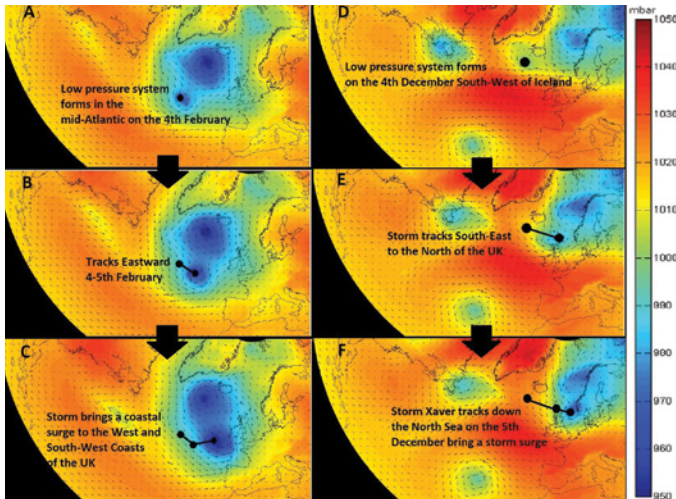 A
Low pressure system
forms in the
mid-Atlantic on the 4th February
B
Tracks Eastward
4-5th February
C
Storm brings a
coastal
surge to the West and
South-West Coasts
of the UK
D
Low pressure system forms
on the 4th December South-West of Iceland
E
Storm tracks South-East
to the North of the UK
F
Storm Xaver tracks down
the North Sea on the 5th
December bring a storm surge
mbar
1050
1040
1030
1020
1010
1000
990
980
970
960
950